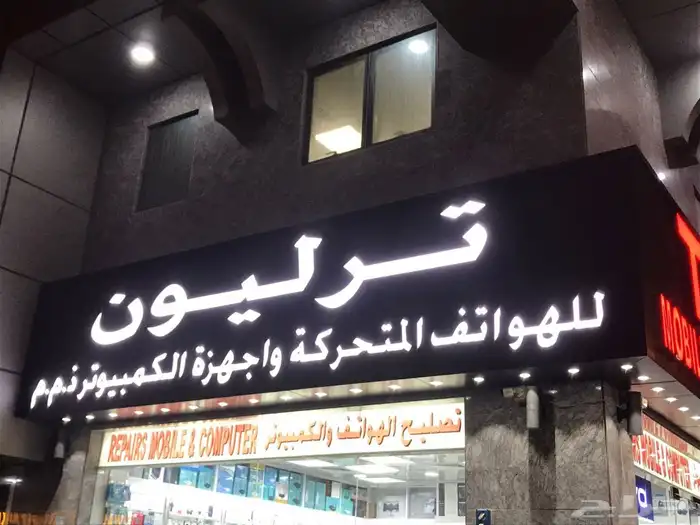 ترليون
للهواتف المتحركة واجهزة الكمبيوتر ذ.م.م
REPAIRS MOBILE & COMPUTER تصليح الهواتف والكمبيوتر